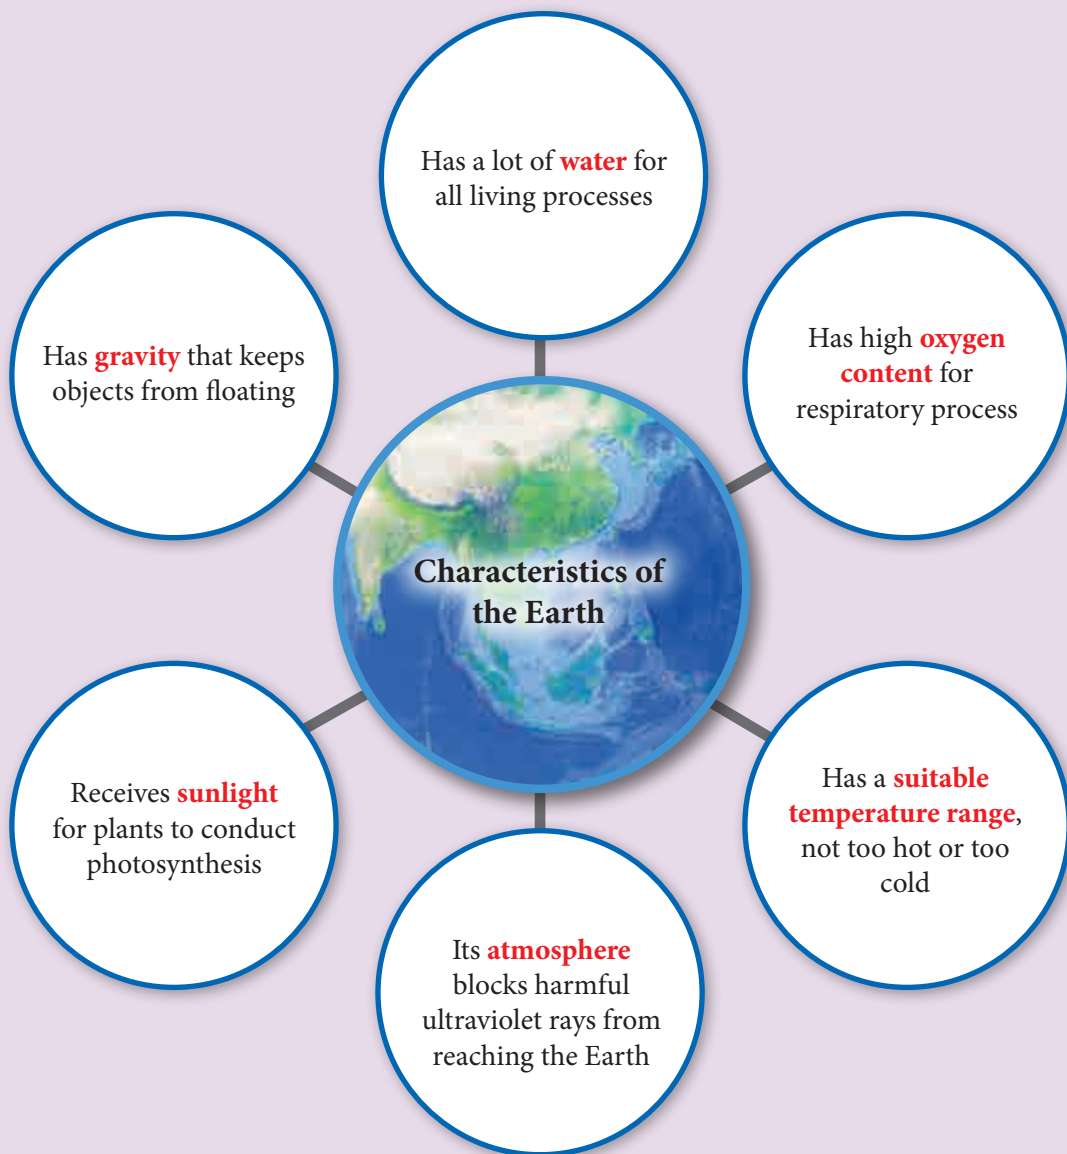 Has a lot of water for
all living processes
Has gravity that keeps
objects from floating
Has high oxygen
content for
respiratory process
Characteristics of
the Earth
Receives sunlight
for plants to conduct
photosynthesis
Has a suitable
temperature range,
not too hot or too
cold
Its atmosphere
blocks harmful
ultraviolet rays from
reaching the Earth